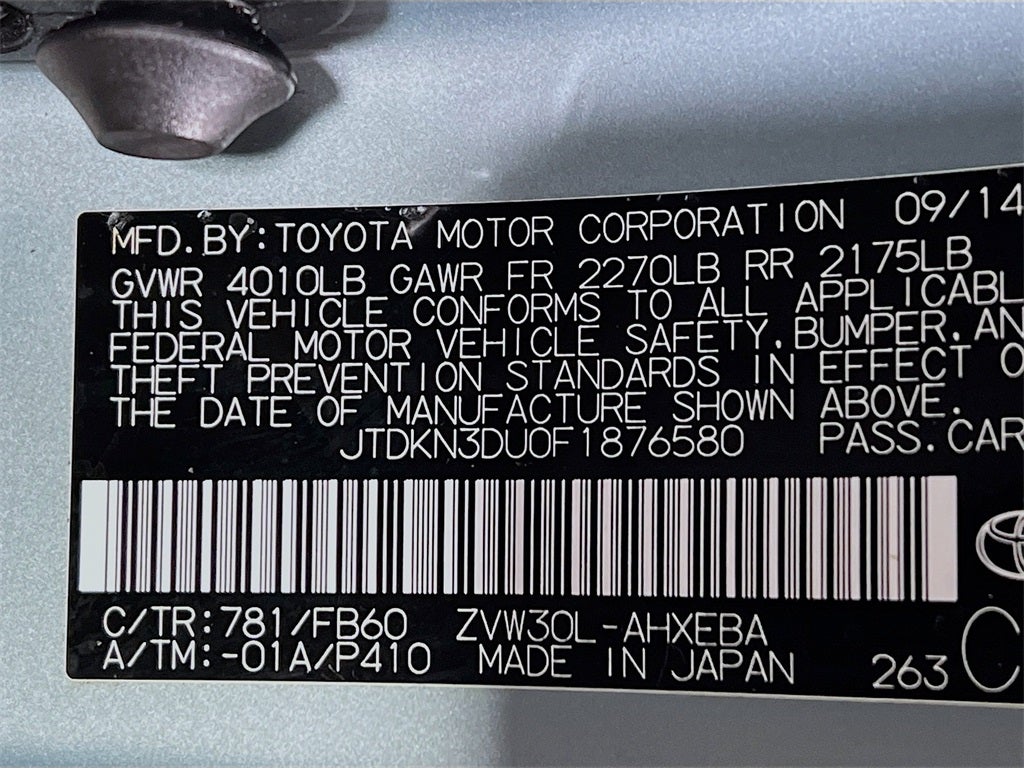 MFD.BY:TOYOTA MOTOR CORPORATION 09/14
GVWR 4010LB GAWR FR 2270LB RR 2175LB
THIS VEHICLE CONFORMS TO ALL APPLICABL
FEDERAL MOTOR VEHICLE SAFETY,BUMPER,AN
THEFT PREVENTION STANDARDS IN EFFECT O
THE DATE OF MANUFACTURE SHOWN ABOVE.
JTDKN3DU0F1876580 PASS.CAR
C/TR:781/FB60 ZVW30L-AHXEBA
A/TM:-01A/P410 MADE IN JAPAN 263 C